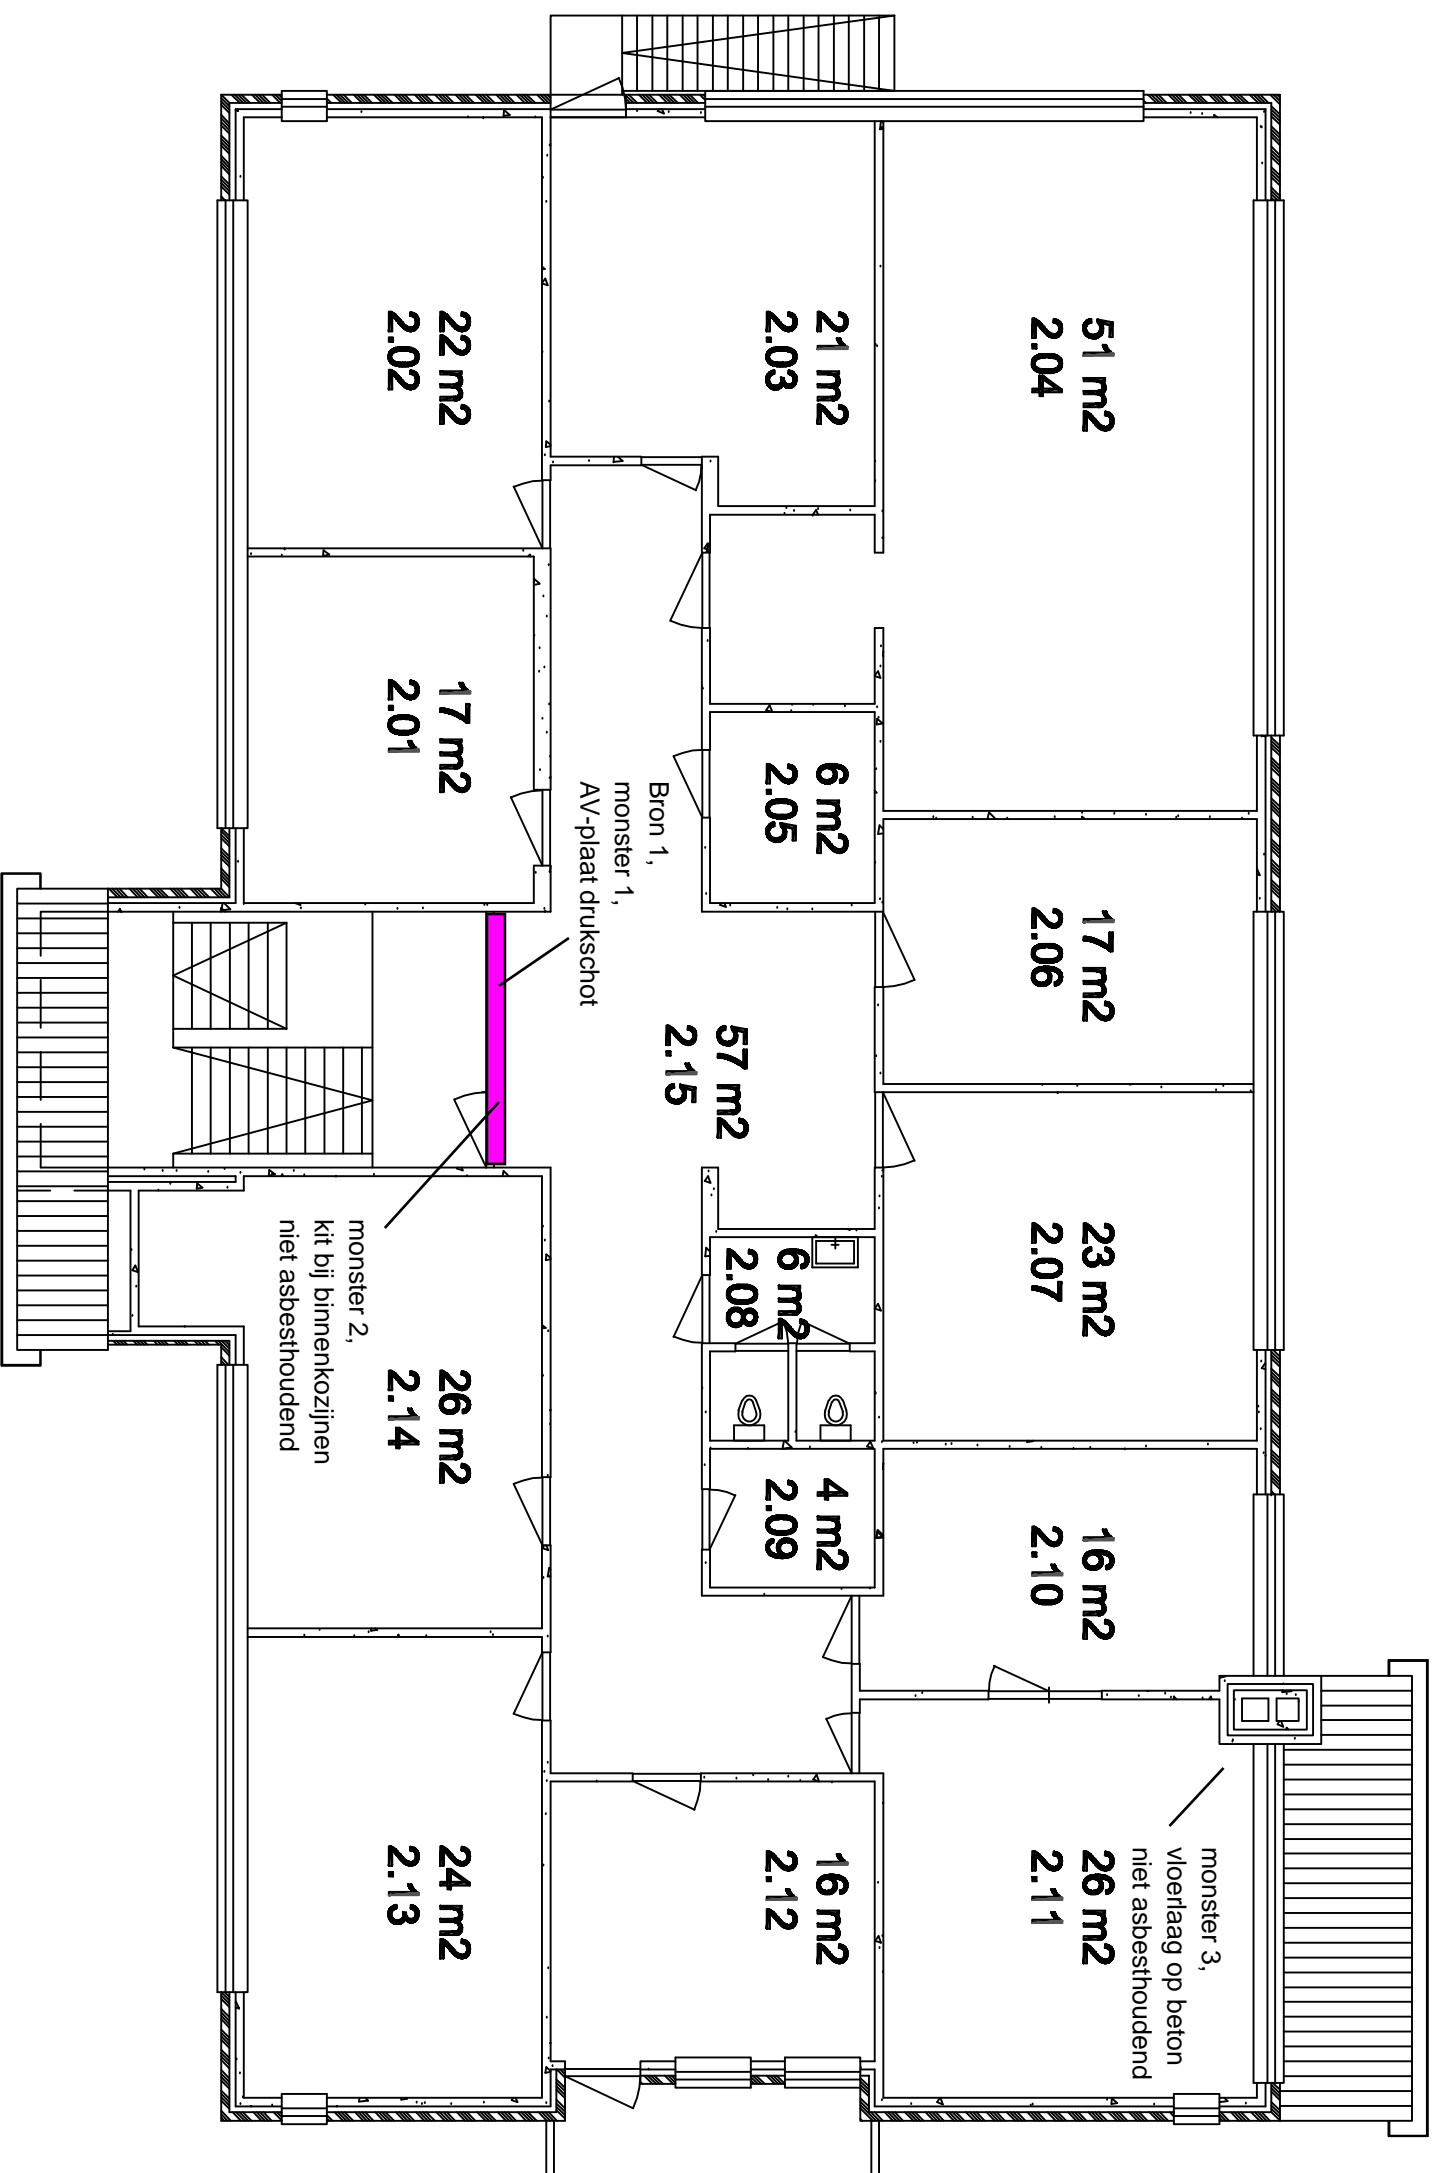 51 m2
2.04
17 m2
2.06
23 m2
2.07
16 m2
2.10
monster 3,
vloerlaag op beton
niet asbesthoudend
26 m2
2.11
21 m2
2.03
6 m2
2.05
57 m2
2.15
6 m2
2.08
4 m2
2.09
16 m2
2.12
Bron 1,
monster 1,
AV-plaat drukschot
22 m2
2.02
17 m2
2.01
monster 2,
kit bij binnenkozijnen
niet asbesthoudend
26 m2
2.14
24 m2
2.13